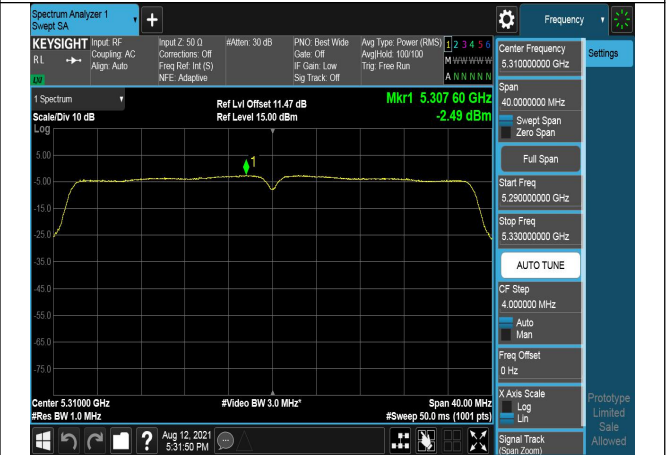 Spectrum Analyzer 1
Swept SA
Frequency
KEYSIGHT
RL
Input: RF
Coupling: AC
Align: Auto
Input Z: 50 Ω
Corrections: Off
Freq Ref: Int (S)
NFE: Adaptive
#Atten: 30 dB
PNO: Best Wide
Gate: Off
IF Gain: Low
Sig Track: Off
Avg Type: Power (RMS)
Avg|Hold: 100/100
Trig: Free Run
1 2 3 4 5 6
M W W W W W
A N N N N N
1 Spectrum
Scale/Div 10 dB
Log
Ref Lvl Offset 11.47 dB
Ref Level 15.00 dBm
Mkr1 5.307 60 GHz
-2.49 dBm
1
5.00
-5.00
-15.0
-25.0
-35.0
-45.0
-55.0
-65.0
-75.0
Center 5.31000 GHz
#Res BW 1.0 MHz
#Video BW 3.0 MHz*
Span 40.00 MHz
#Sweep 50.0 ms (1001 pts)
Aug 12, 2021
5:31:50 PM
Center Frequency
5.310000000 GHz
Span
40.0000000 MHz
Swept Span
Zero Span
Full Span
Start Freq
5.290000000 GHz
Stop Freq
5.330000000 GHz
AUTO TUNE
CF Step
4.000000 MHz
Auto
Man
Freq Offset
0 Hz
X Axis Scale
Log
Lin
Signal Track
(Span Zoom)
Settings
Prototype
Limited
Sale
Allowed